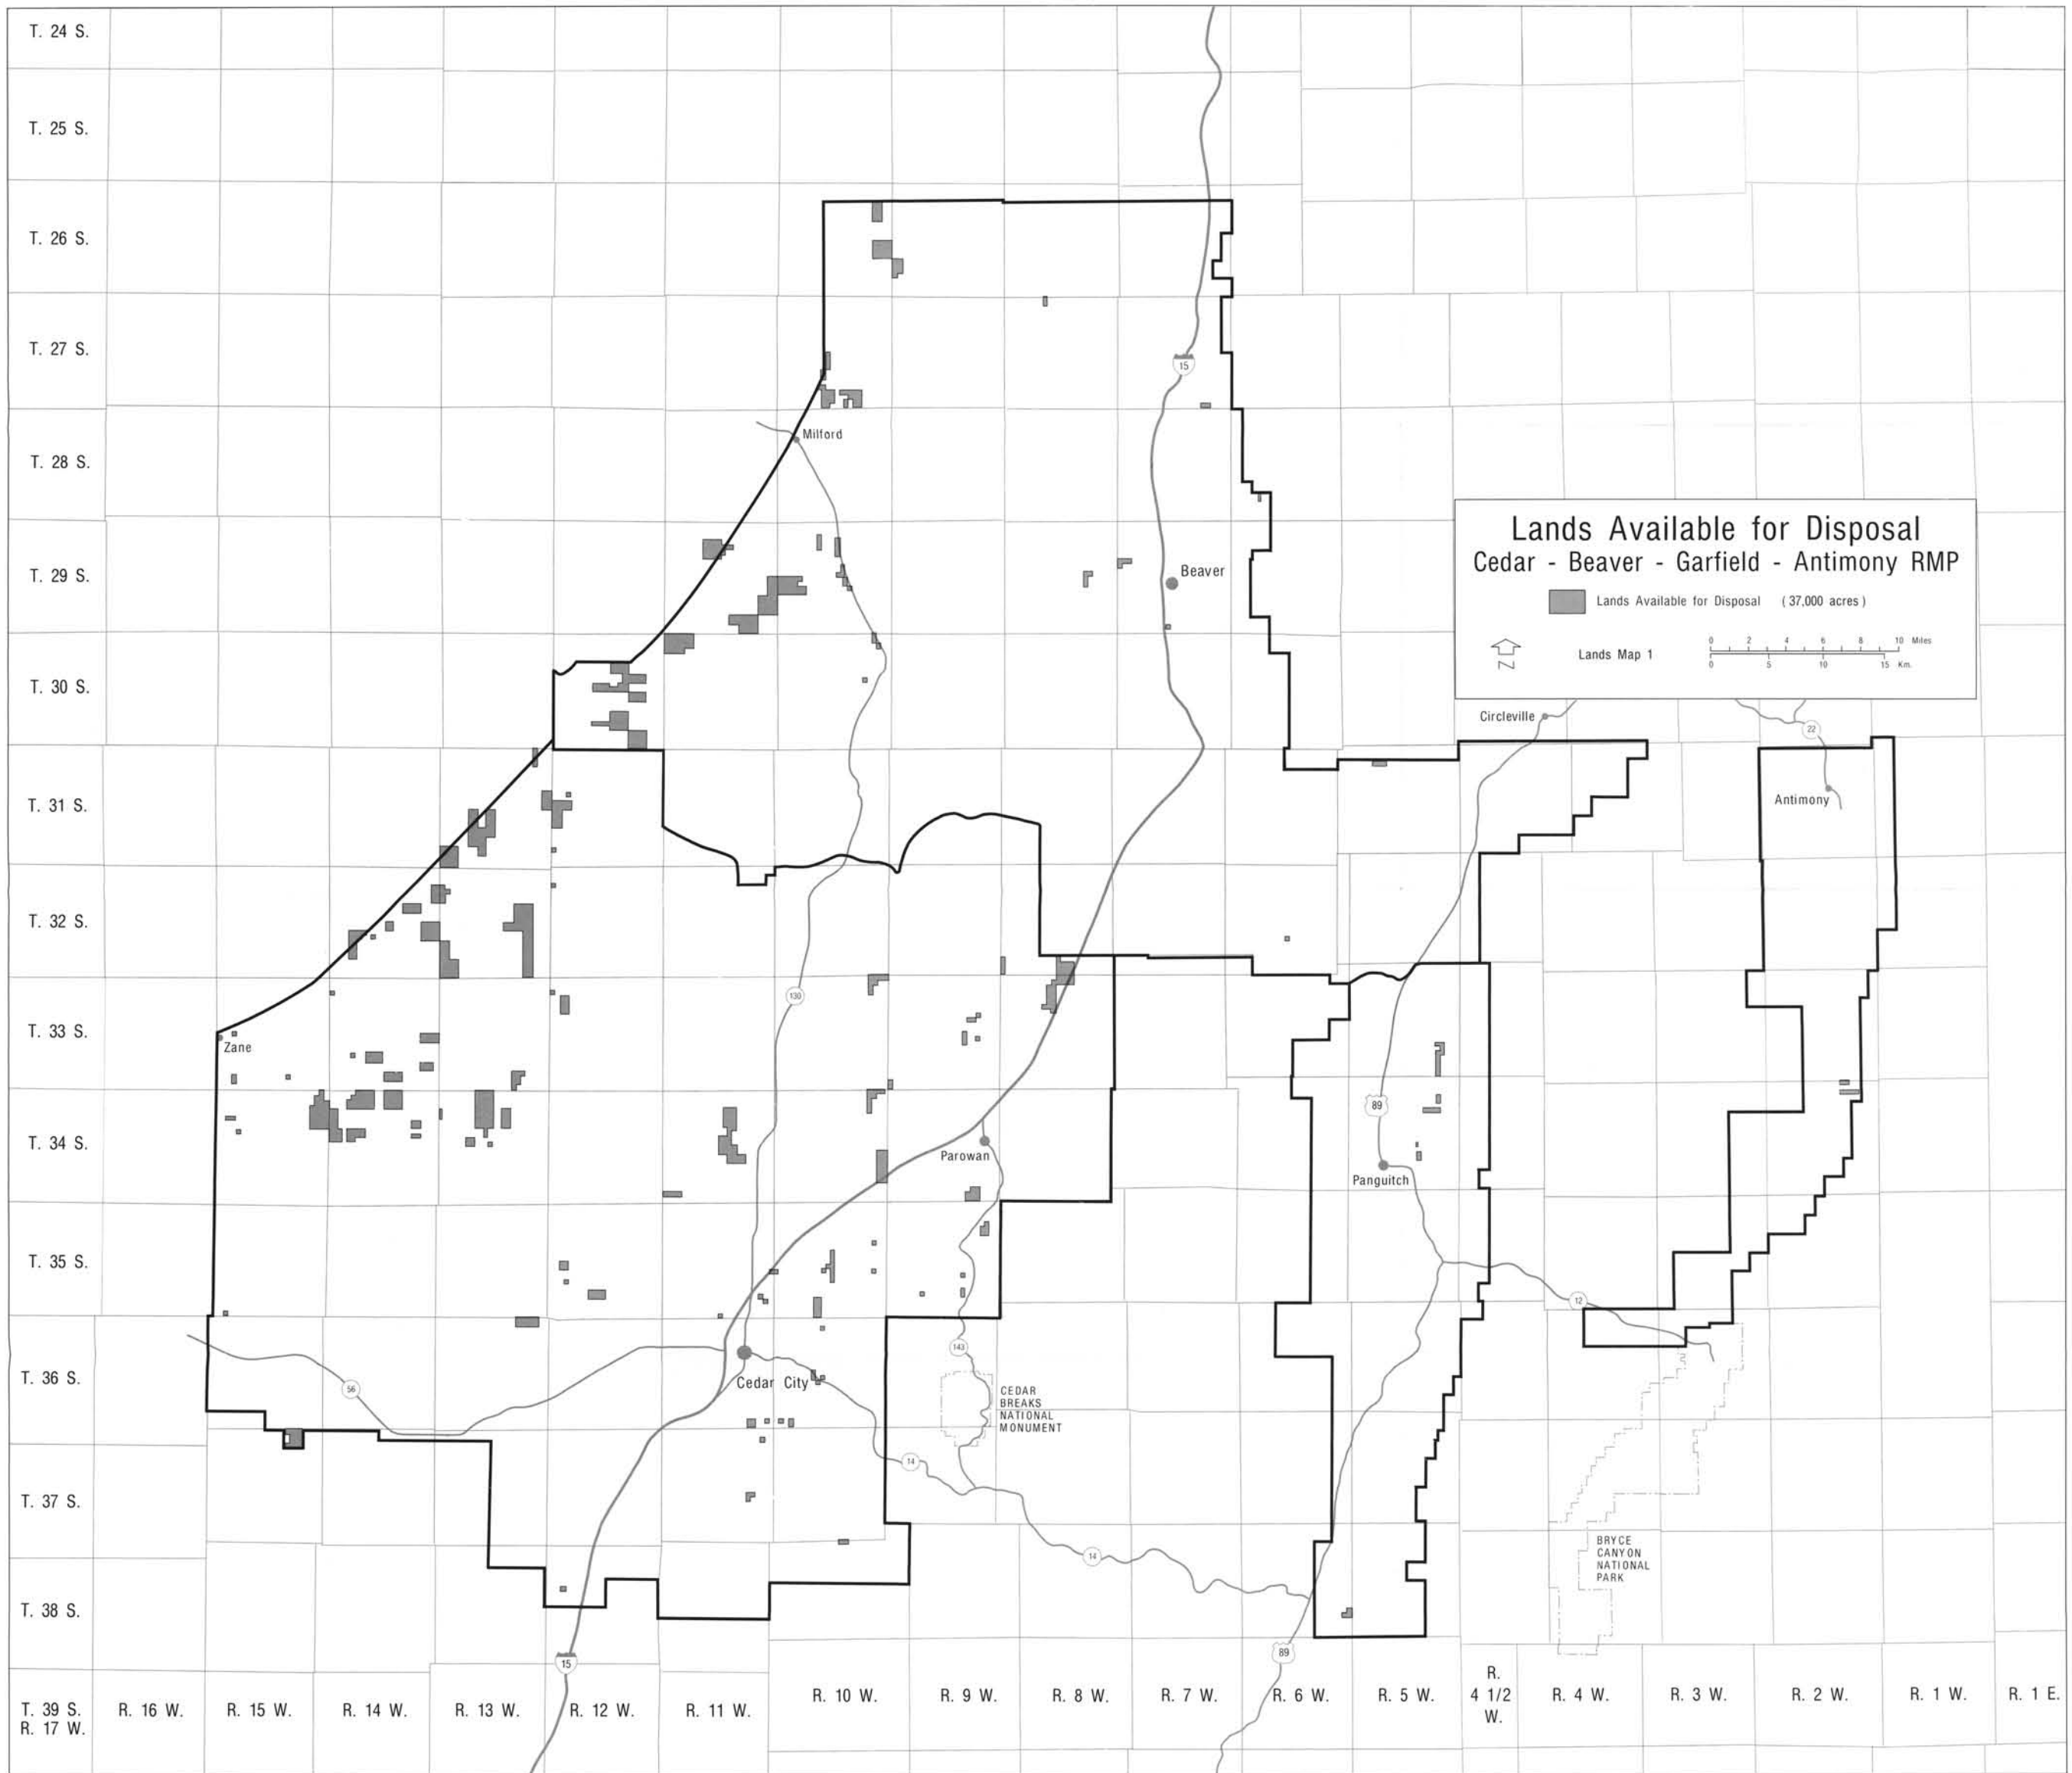 T. 24 S.
T. 25 S.
T. 26 S.
T. 27 S.
15
Milford
T. 28 S.
Lands Available for Disposal
Cedar - Beaver - Garfield - Antimony RMP
Lands Available for Disposal ( 37,000 acres )
N
Lands Map 1
0 2 4 6 8 10 Miles
0 5 10 15 Km.
T. 29 S.
Beaver
T. 30 S.
Circleville
22
T. 31 S.
Antimony
T. 32 S.
130
T. 33 S.
Zane
89
T. 34 S.
Parowan
Panguitch
T. 35 S.
12
143
T. 36 S.
56
Cedar City
CEDAR
BREAKS
NATIONAL
MONUMENT
14
T. 37 S.
14
BRYCE
CANYON
NATIONAL
PARK
T. 38 S.
15
89
T. 39 S.
R. 17 W.
R. 16 W.
R. 15 W.
R. 14 W.
R. 13 W.
R. 12 W.
R. 11 W.
R. 10 W.
R. 9 W.
R. 8 W.
R. 7 W.
R. 6 W.
R. 5 W.
R.
4 1/2
W.
R. 4 W.
R. 3 W.
R. 2 W.
R. 1 W.
R. 1 E.